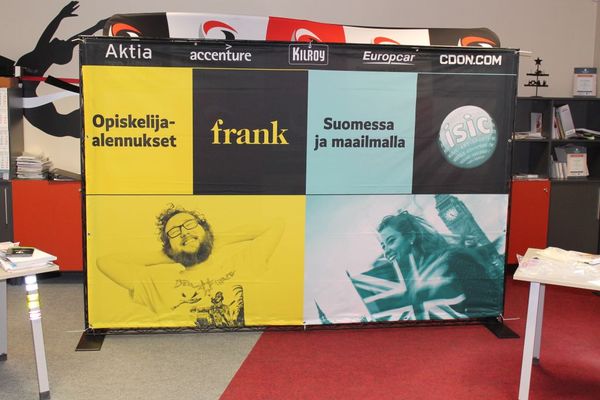 Aktia accenture KILROY Europcar CDON.COM
Opiskelija-
alennukset
frank
Suomessa
ja maailmalla
isic